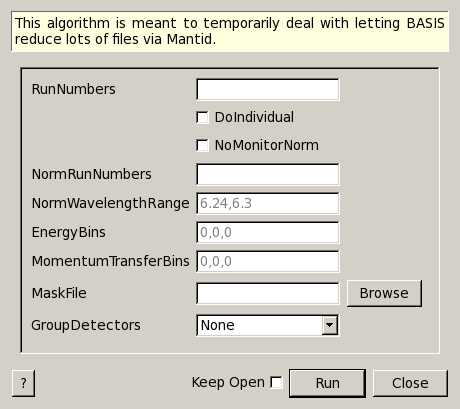 This algorithm is meant to temporarily deal with letting BASIS
reduce lots of files via Mantid.
RunNumbers
DoIndividual
NoMonitorNorm
NormRunNumbers
NormWavelengthRange 6.24,6.3
EnergyBins 0,0,0
MomentumTransferBins 0,0,0
MaskFile Browse
GroupDetectors None
? Keep Open Run Close